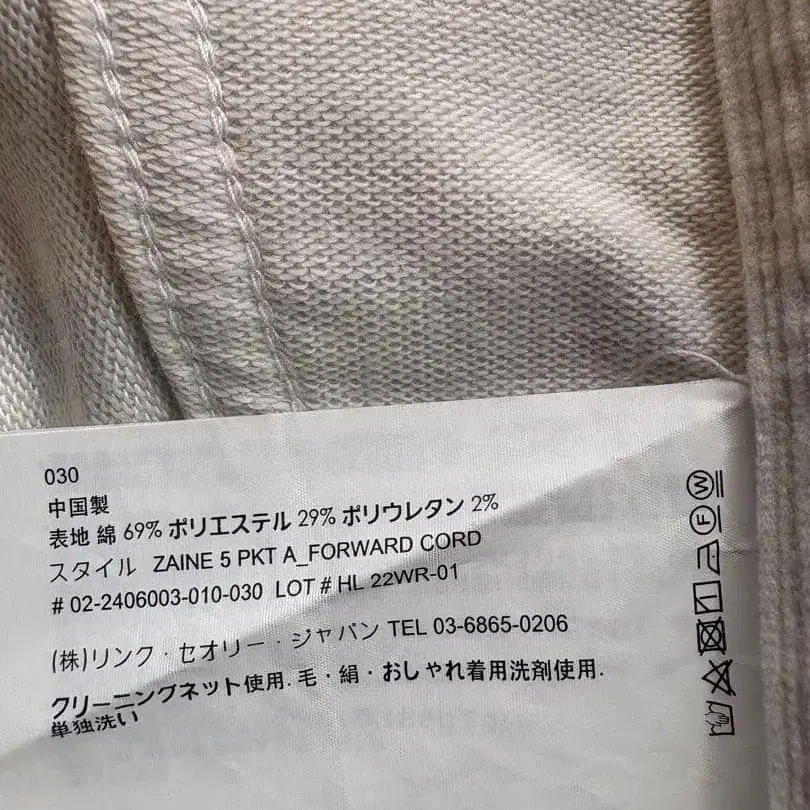 030
中国製
表地 綿 69% ポリエステル 29% ポリウレタン 2%
スタイル ZAINE 5 PKT A_FORWARD CORD
# 02-2406003-010-030 LOT # HL 22WR-01
(株)リンク・セオリー・ジャパン TEL 03-6865-0206
クリーニングネット使用. 毛・絹・おしゃれ着用洗剤使用.
単独洗い
W
F